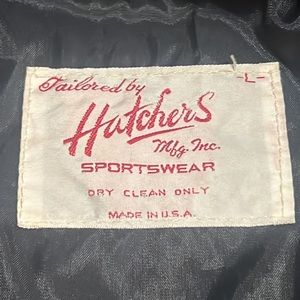 Tailored by
-L-
Hatchers
Mfg. Inc.
SPORTSWEAR
DRY CLEAN ONLY
MADE IN U.S.A.